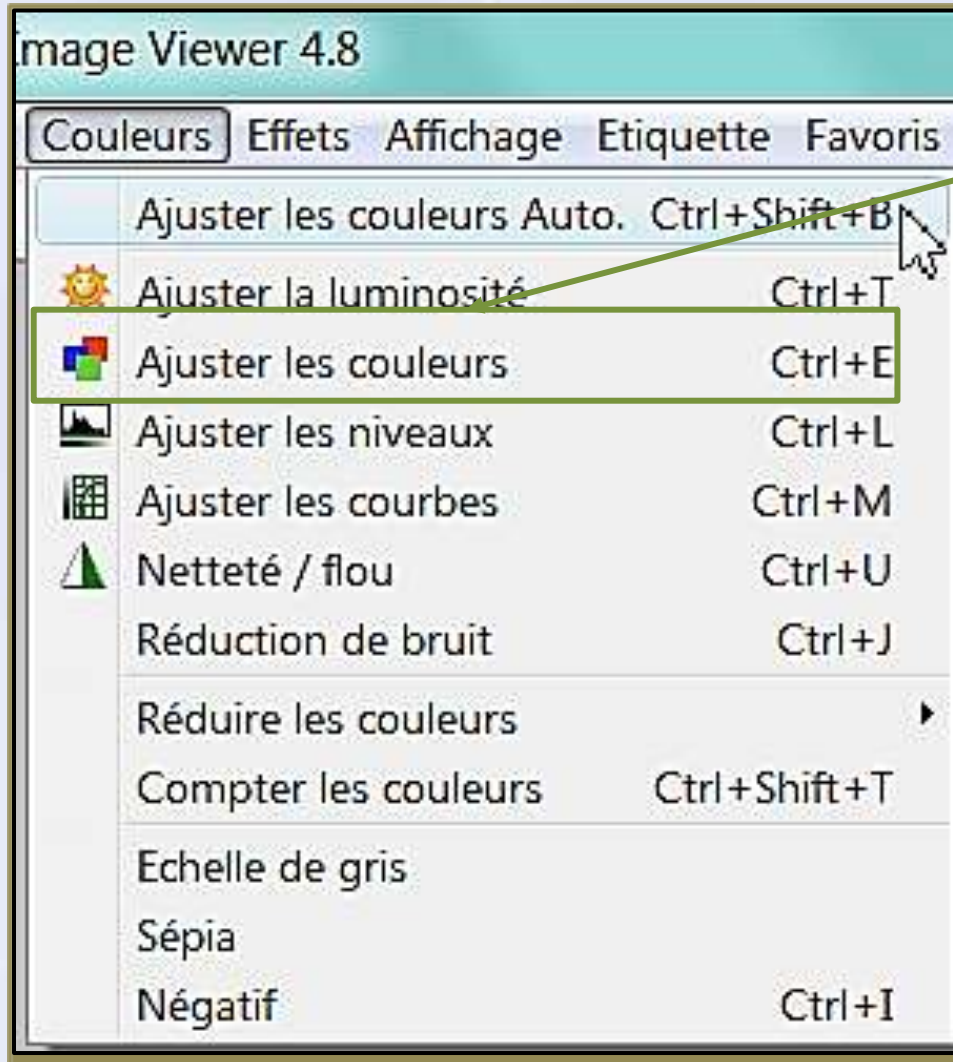 Image Viewer 4.8
Couleurs Effets Affichage Etiquette Favoris
Ajuster les couleurs Auto. Ctrl+Shift+B
Ajuster la luminosité Ctrl+T
Ajuster les couleurs Ctrl+E
Ajuster les niveaux Ctrl+L
Ajuster les courbes Ctrl+M
Netteté / flou Ctrl+U
Réduction de bruit Ctrl+J
Réduire les couleurs
Compter les couleurs Ctrl+Shift+T
Echelle de gris
Sépia
Négatif Ctrl+I